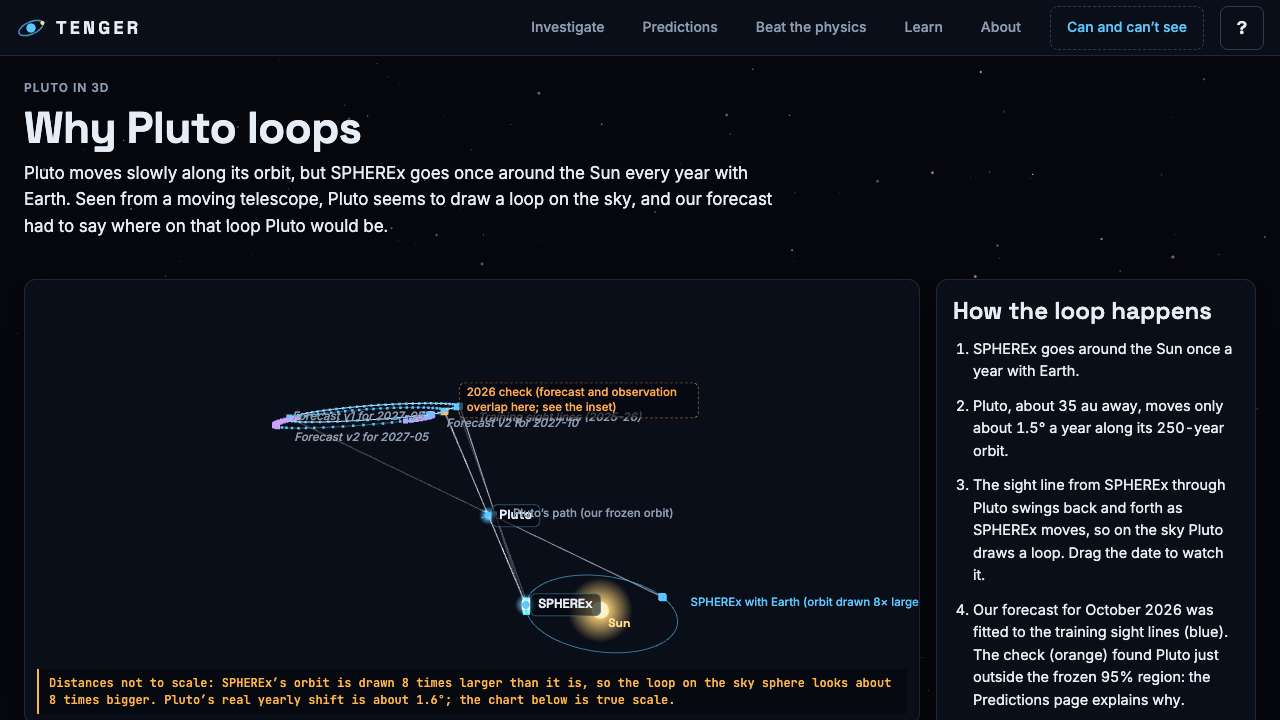 TENGER
Investigate
Predictions
Beat the physics
Learn
About
Can and can't see
?
PLUTO IN 3D
Why Pluto loops
Pluto moves slowly along its orbit, but SPHEREx goes once around the Sun every year with
Earth. Seen from a moving telescope, Pluto seems to draw a loop on the sky, and our forecast
had to say where on that loop Pluto would be.
2026 check (forecast and observation
overlap here; see the inset)
Training sight lines (2025-26)
Forecast v1 for 2027-05
Forecast v2 for 2027-10
Forecast v2 for 2027-05
Pluto
Pluto's path (our frozen orbit)
SPHEREx
SPHEREx with Earth (orbit drawn 8× large
Sun
Distances not to scale: SPHEREx's orbit is drawn 8 times larger than it is, so the loop on the sky sphere looks about
8 times bigger. Pluto's real yearly shift is about 1.6°; the chart below is true scale.
How the loop happens
1. SPHEREx goes around the Sun once a
year with Earth.
2. Pluto, about 35 au away, moves only
about 1.5° a year along its 250-year
orbit.
3. The sight line from SPHEREx through
Pluto swings back and forth as
SPHEREx moves, so on the sky Pluto
draws a loop. Drag the date to watch
it.
4. Our forecast for October 2026 was
fitted to the training sight lines (blue).
The check (orange) found Pluto just
outside the frozen 95% region: the
Predictions page explains why.